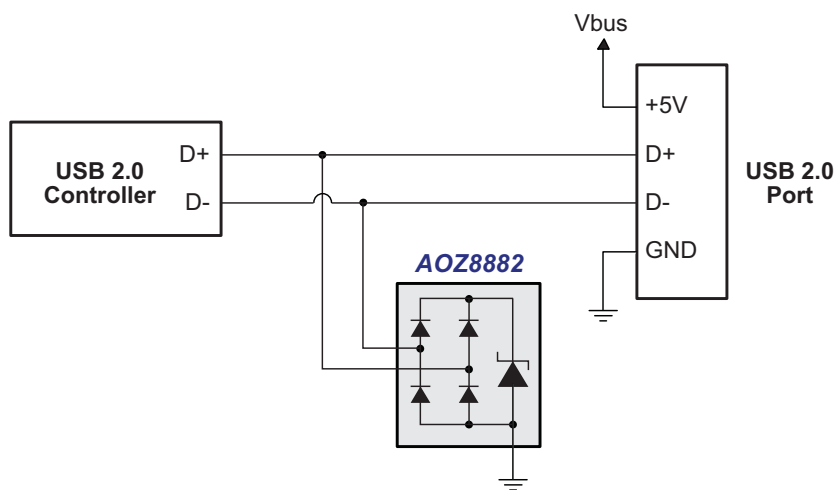 Vbus
+5V
D+
D-
GND
USB 2.0
Port
USB 2.0
Controller
D+
D-
AOZ8882